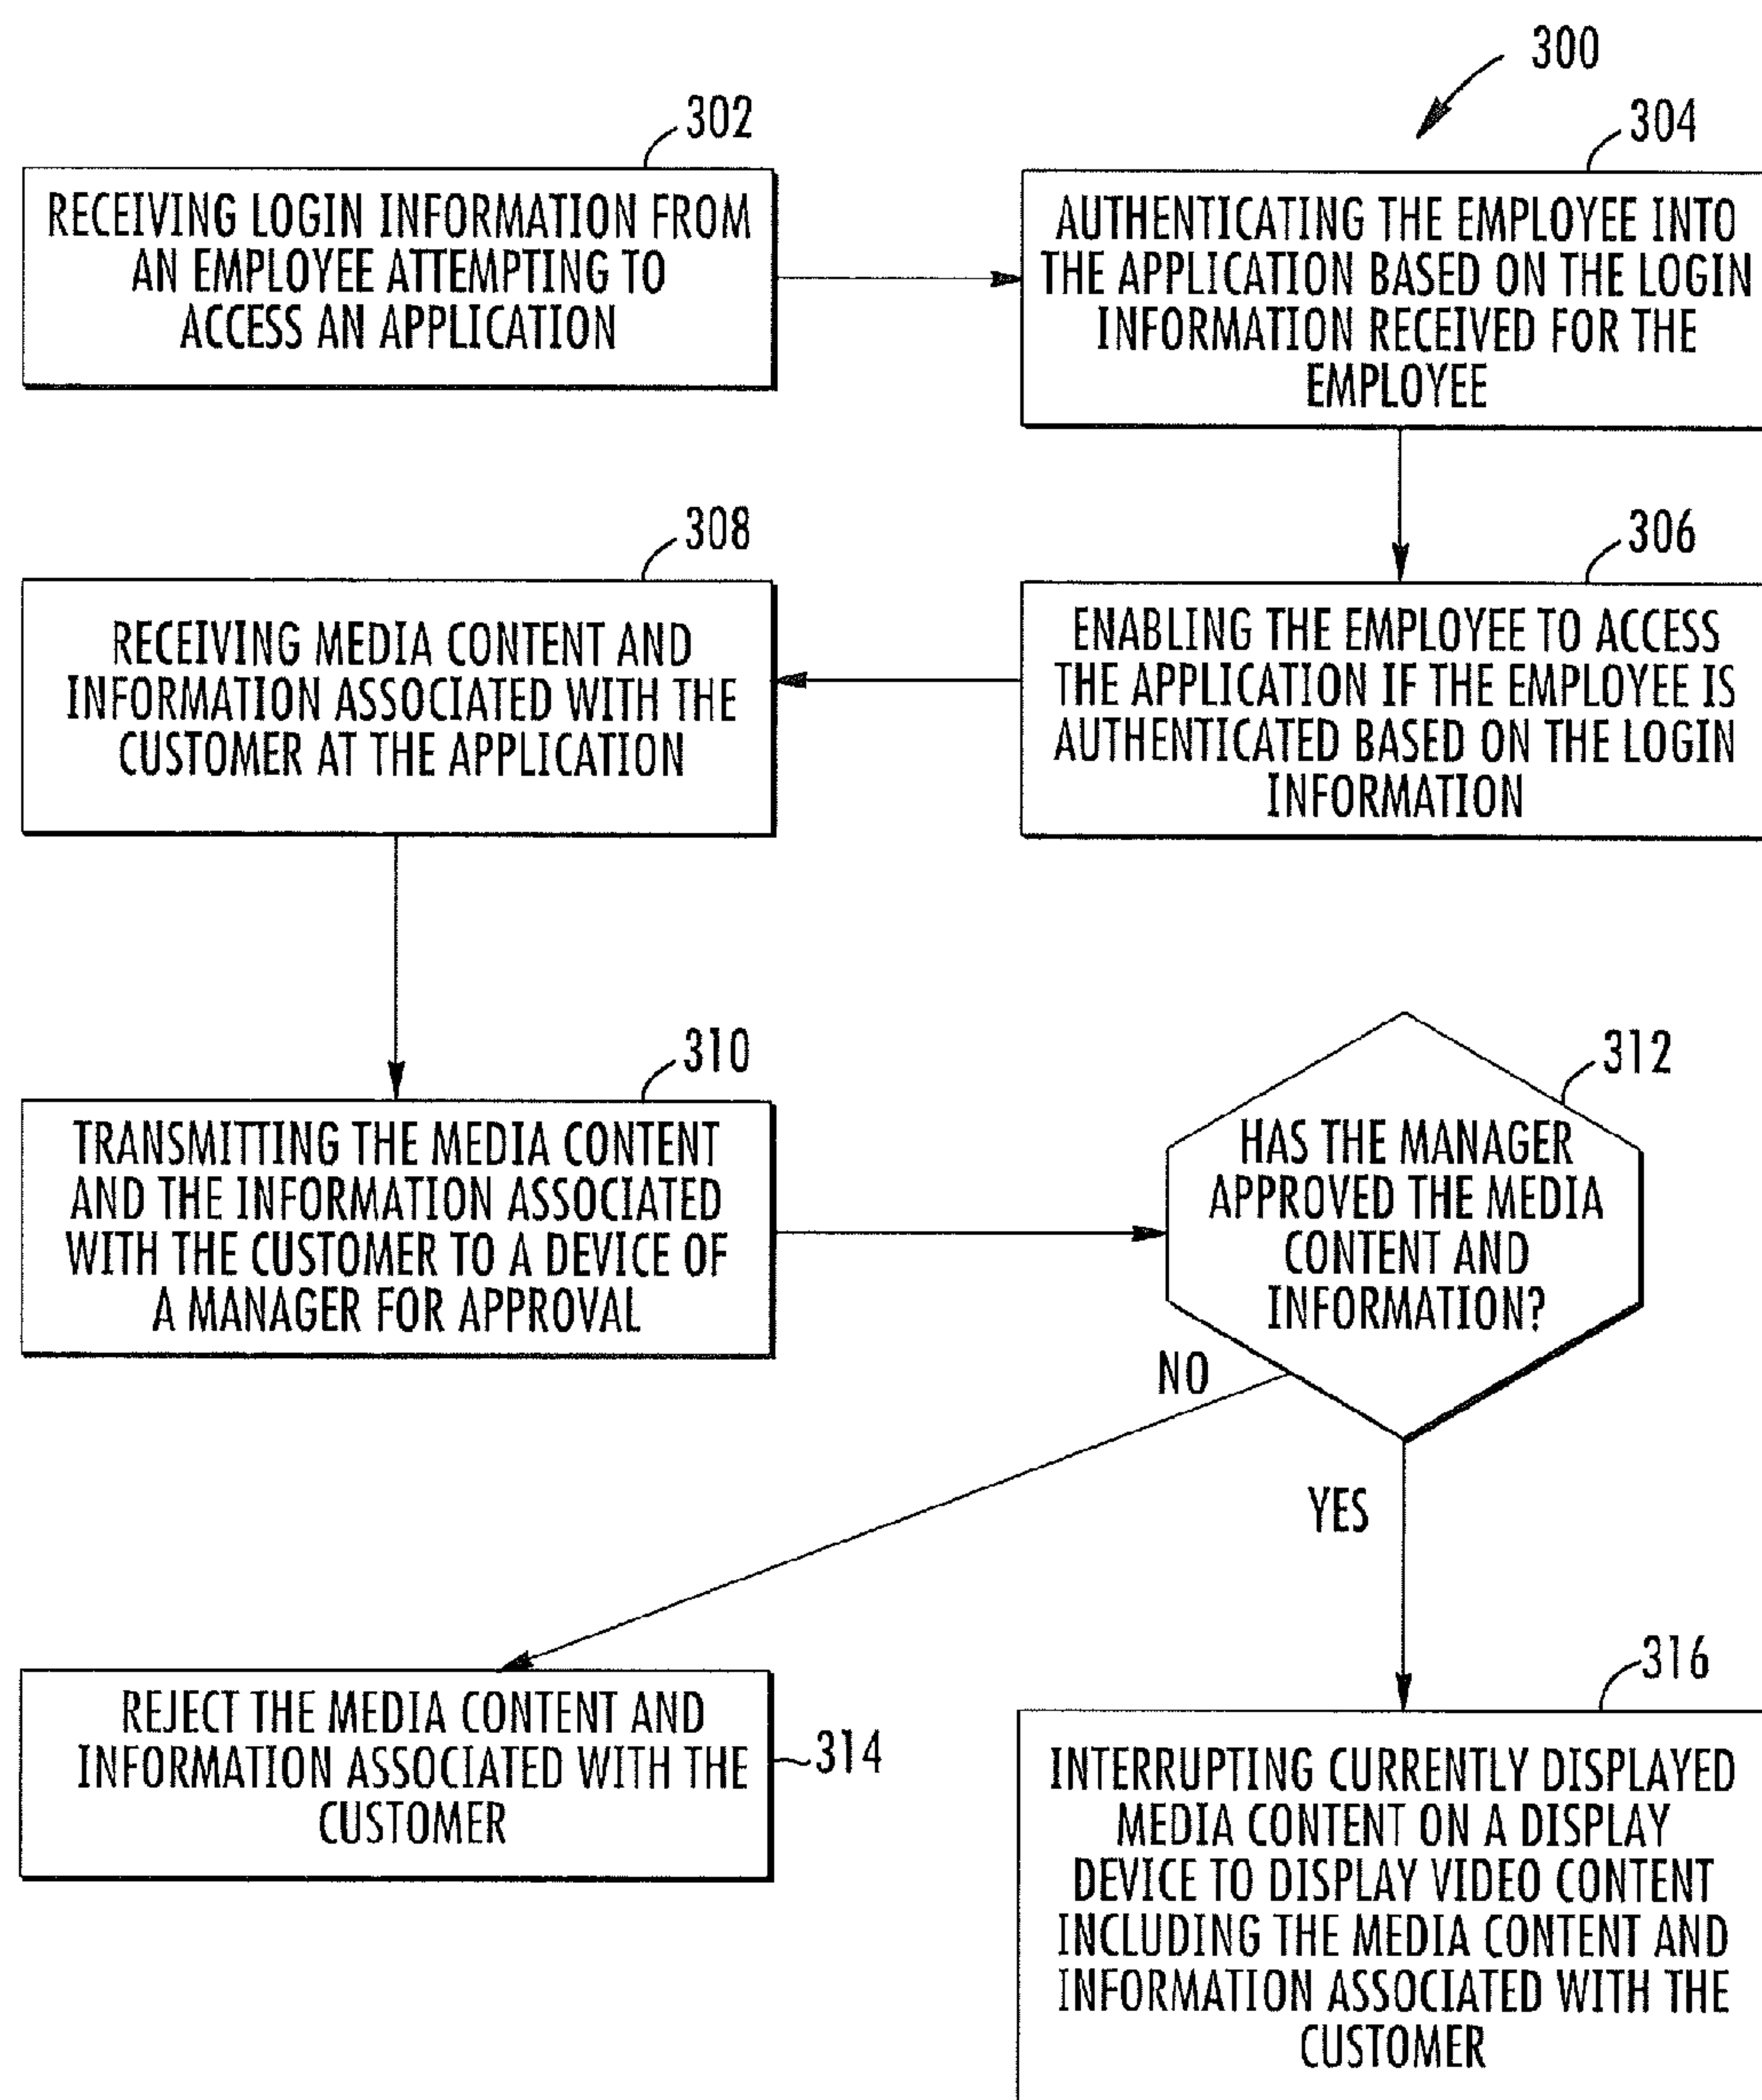 300
302
RECEIVING LOGIN INFORMATION FROM
AN EMPLOYEE ATTEMPTING TO
ACCESS AN APPLICATION
304
AUTHENTICATING THE EMPLOYEE INTO
THE APPLICATION BASED ON THE LOGIN
INFORMATION RECEIVED FOR THE
EMPLOYEE
306
ENABLING THE EMPLOYEE TO ACCESS
THE APPLICATION IF THE EMPLOYEE IS
AUTHENTICATED BASED ON THE LOGIN
INFORMATION
308
RECEIVING MEDIA CONTENT AND
INFORMATION ASSOCIATED WITH THE
CUSTOMER AT THE APPLICATION
310
TRANSMITTING THE MEDIA CONTENT
AND THE INFORMATION ASSOCIATED
WITH THE CUSTOMER TO A DEVICE OF
A MANAGER FOR APPROVAL
312
HAS THE MANAGER
APPROVED THE MEDIA
CONTENT AND
INFORMATION?
NO
YES
REJECT THE MEDIA CONTENT AND
INFORMATION ASSOCIATED WITH THE
CUSTOMER
314
316
INTERRUPTING CURRENTLY DISPLAYED
MEDIA CONTENT ON A DISPLAY
DEVICE TO DISPLAY VIDEO CONTENT
INCLUDING THE MEDIA CONTENT AND
INFORMATION ASSOCIATED WITH THE
CUSTOMER